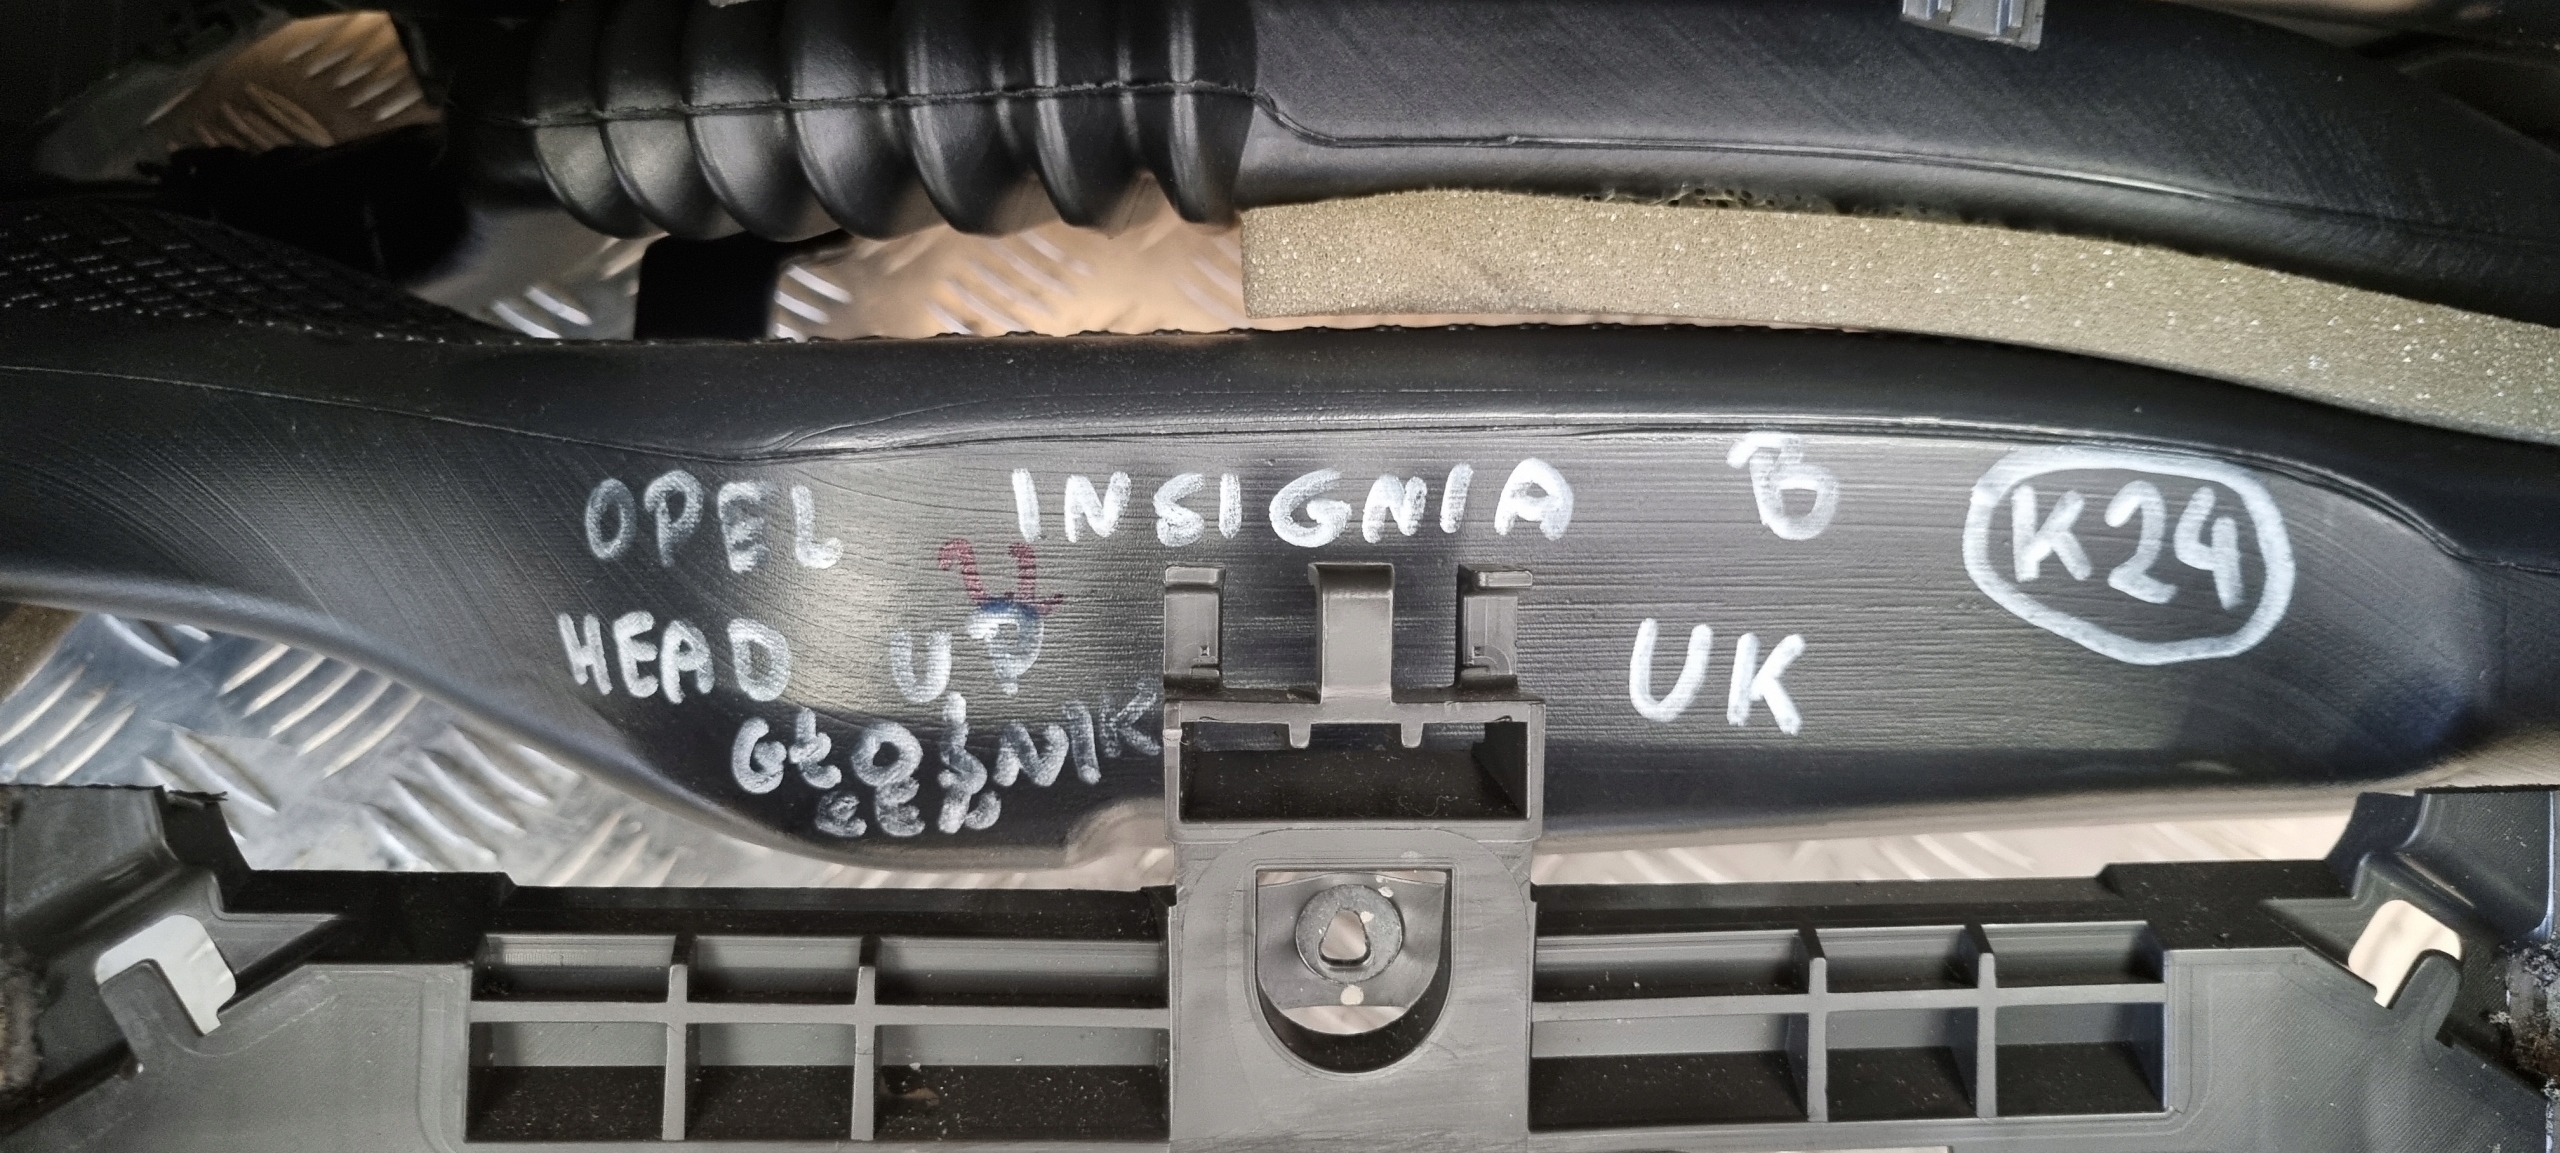 OPEL INSIGNIA B K24
HEAD UP UK
GŁOŚNIK